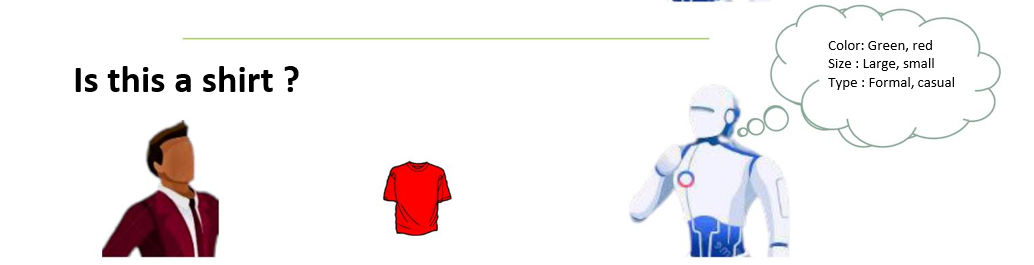 Is this a shirt ?
Color: Green, red
Size : Large, small
Type : Formal, casual